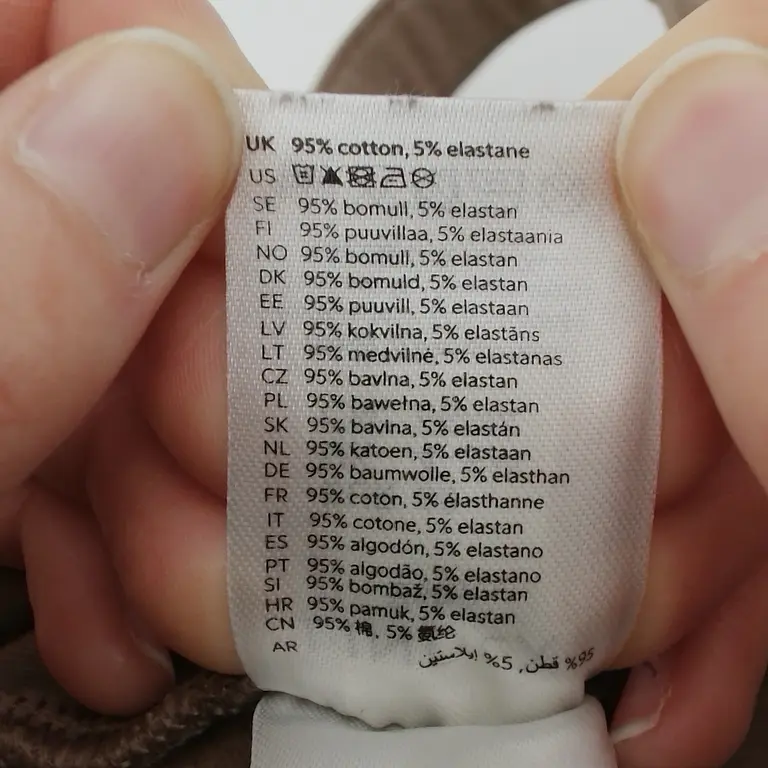 UK 95% cotton, 5% elastane
US
SE 95% bomull, 5% elastan
FI 95% puuvillaa, 5% elastaania
NO 95% bomull, 5% elastan
DK 95% bomuld, 5% elastan
EE 95% puuvill, 5% elastaan
LV 95% kokvilna, 5% elastāns
LT 95% medvilnė, 5% elastanas
CZ 95% bavlna, 5% elastan
PL 95% bawełna, 5% elastan
SK 95% bavlna, 5% elastán
NL 95% katoen, 5% elastaan
DE 95% baumwolle, 5% elasthan
FR 95% coton, 5% élasthanne
IT 95% cotone, 5% elastan
ES 95% algodón, 5% elastano
PT 95% algodão, 5% elastano
SI 95% bombaž, 5% elastan
HR 95% pamuk, 5% elastan
CN 95% 棉, 5% 氨纶
AR 95% قطن, 5% إيلاستين